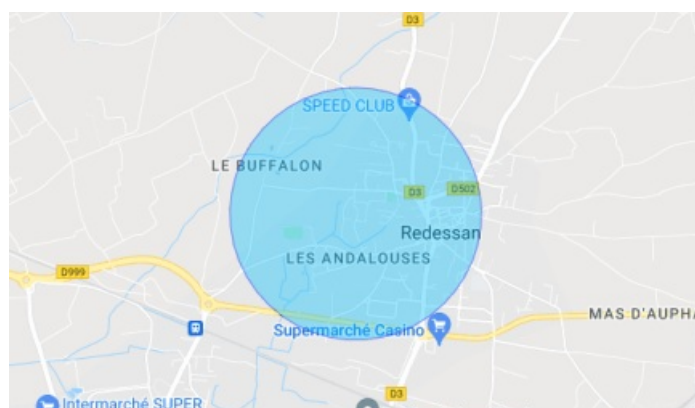 D3
SPEED CLUB
LE BUFFALON
D3
D502
Redessan
LES ANDALOUSES
D999
MAS D'AUPHA
Supermarché Casino
D3
Intermarché SUPER